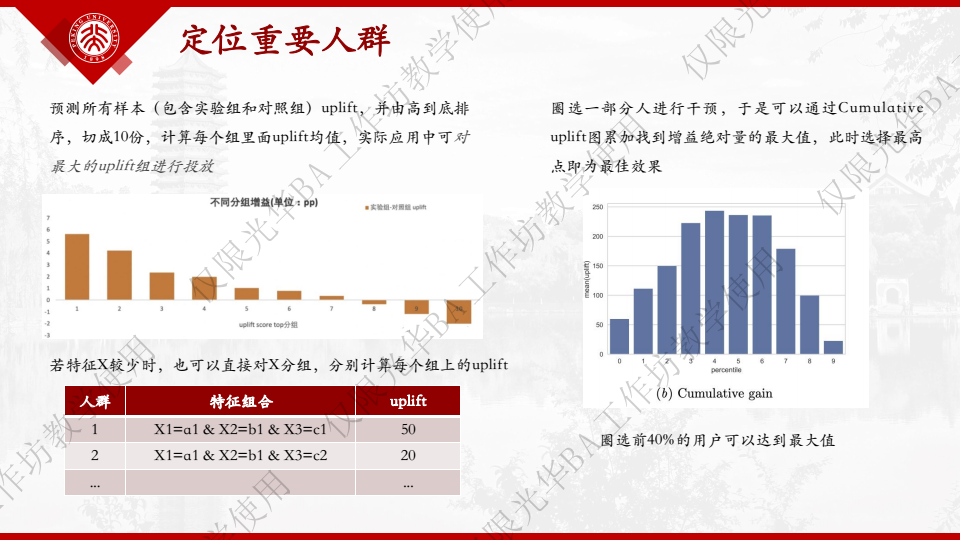 PEKING UNIVERSITY
1898
定位重要人群
预测所有样本（包含实验组和对照组）uplift，并由高到底排
序，切成10份，计算每个组里面uplift均值，实际应用中可对
最大的uplift组进行投放
不同分组增益(单位：pp)
实验组-对照组 uplift
7
6
5
4
3
2
1
0
-1
-2
-3
1 2 3 4 5 6 7 8 9 10
uplift score top分组
若特征X较少时，也可以直接对X分组，分别计算每个组上的uplift
人群 特征组合 uplift
1 X1=a1 & X2=b1 & X3=c1 50
2 X1=a1 & X2=b1 & X3=c2 20
... ...
圈选一部分人进行干预，于是可以通过Cumulative
uplift图累加找到增益绝对量的最大值，此时选择最高
点即为最佳效果
250
200
150
100
50
0
mean(uplift)
0 1 2 3 4 5 6 7 8 9
percentile
(b) Cumulative gain
圈选前40%的用户可以达到最大值
仅限光华BA工作坊教学使用